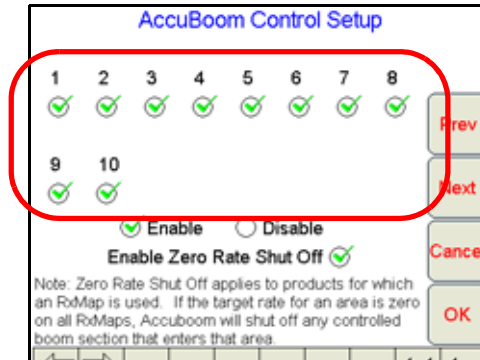 AccuBoom Control Setup
1 2 3 4 5 6 7 8
9 10
Prev
Next
Enable Disable
Enable Zero Rate Shut Off
Cance
Note: Zero Rate Shut Off applies to products for which
an RxMap is used. If the target rate for an area is zero
on all RxMaps, Accuboom will shut off any controlled
boom section that enters that area.
OK